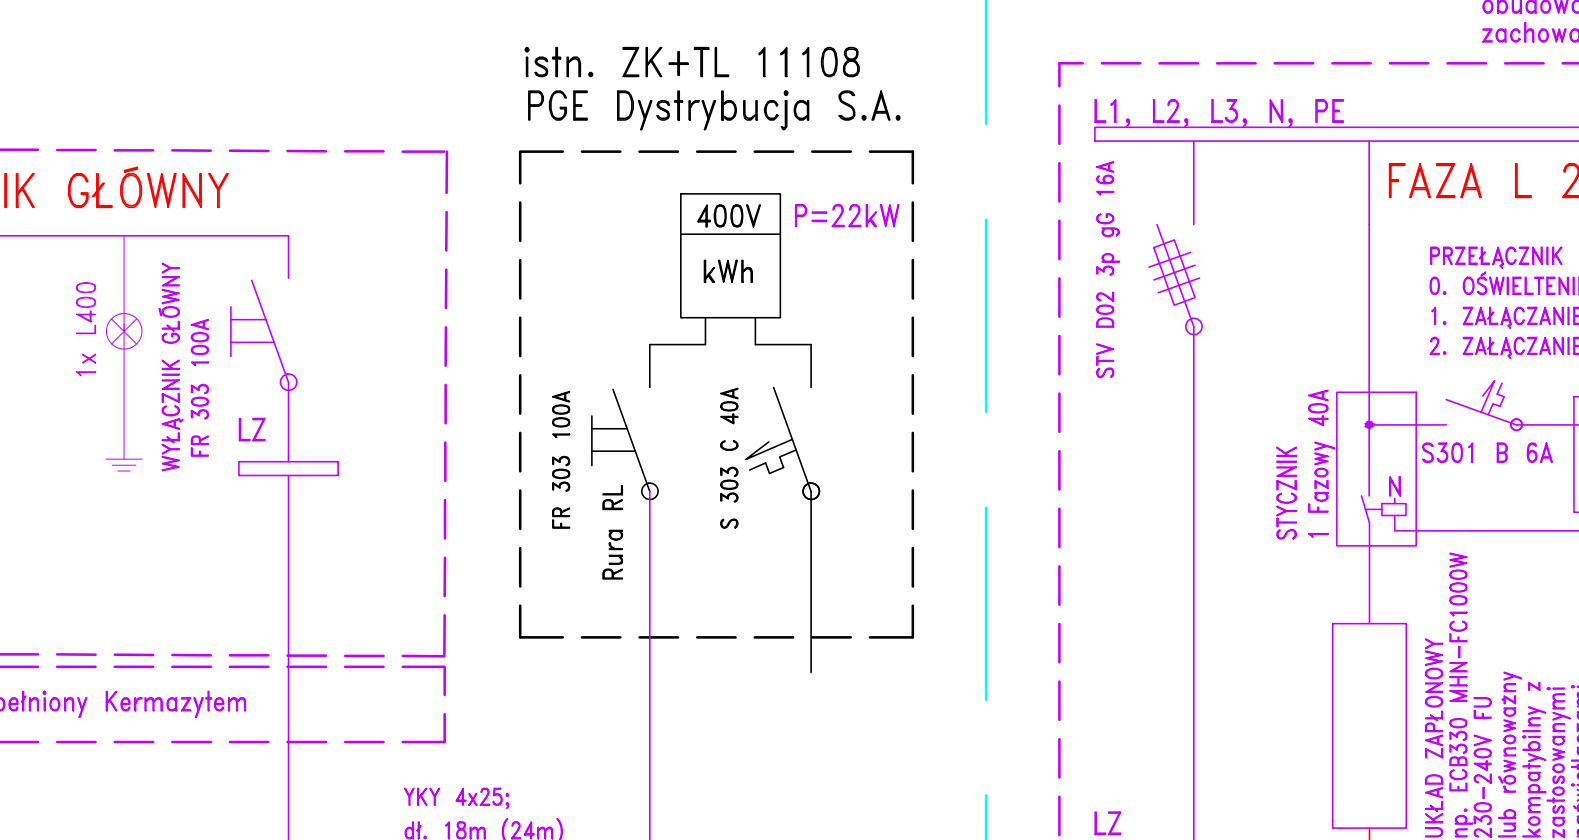 IK GŁÓWNY
1x L400
WYŁĄCZNIK GŁÓWNY
FR 303 100A
LZ
pełniony Kermazytem
YKY 4x25;
dł. 18m (24m)
istn. ZK+TL 11108
PGE Dystrybucja S.A.
400V
P=22kW
kWh
FR 303 100A
Rura RL
S 303 C 40A
obudowo
zachowa
L1, L2, L3, N, PE
STV D02 3p gG 16A
FAZA L 2
PRZEŁĄCZNIK
0. OŚWIELTENI
1. ZAŁĄCZANIE
2. ZAŁĄCZANIE
STYCZNIK
1 Fazowy 40A
S301 B 6A
N
UKŁAD ZAPŁONOWY
np. ECB330 MHN-FC1000W
230-240V FU
lub równoważny
kompatybilny z
zastosowanymi
LZ